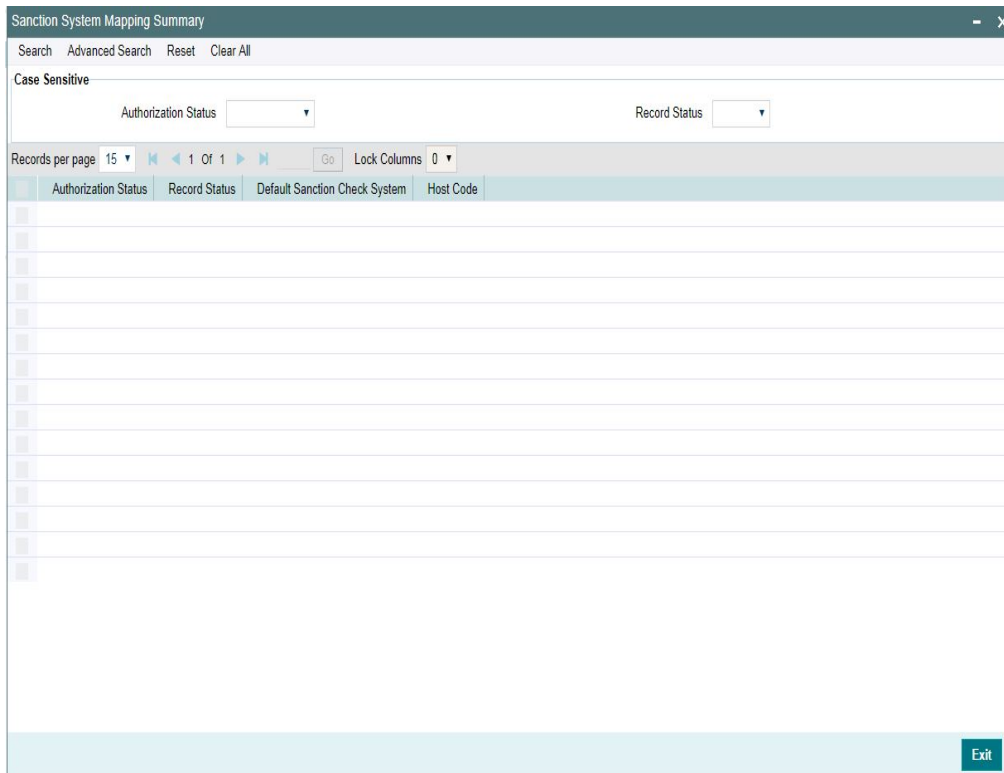 Sanction System Mapping Summary
Search Advanced Search Reset Clear All
Case Sensitive
Authorization Status Record Status
Records per page 15 1 Of 1 Go Lock Columns 0
Authorization Status Record Status Default Sanction Check System Host Code
Exit